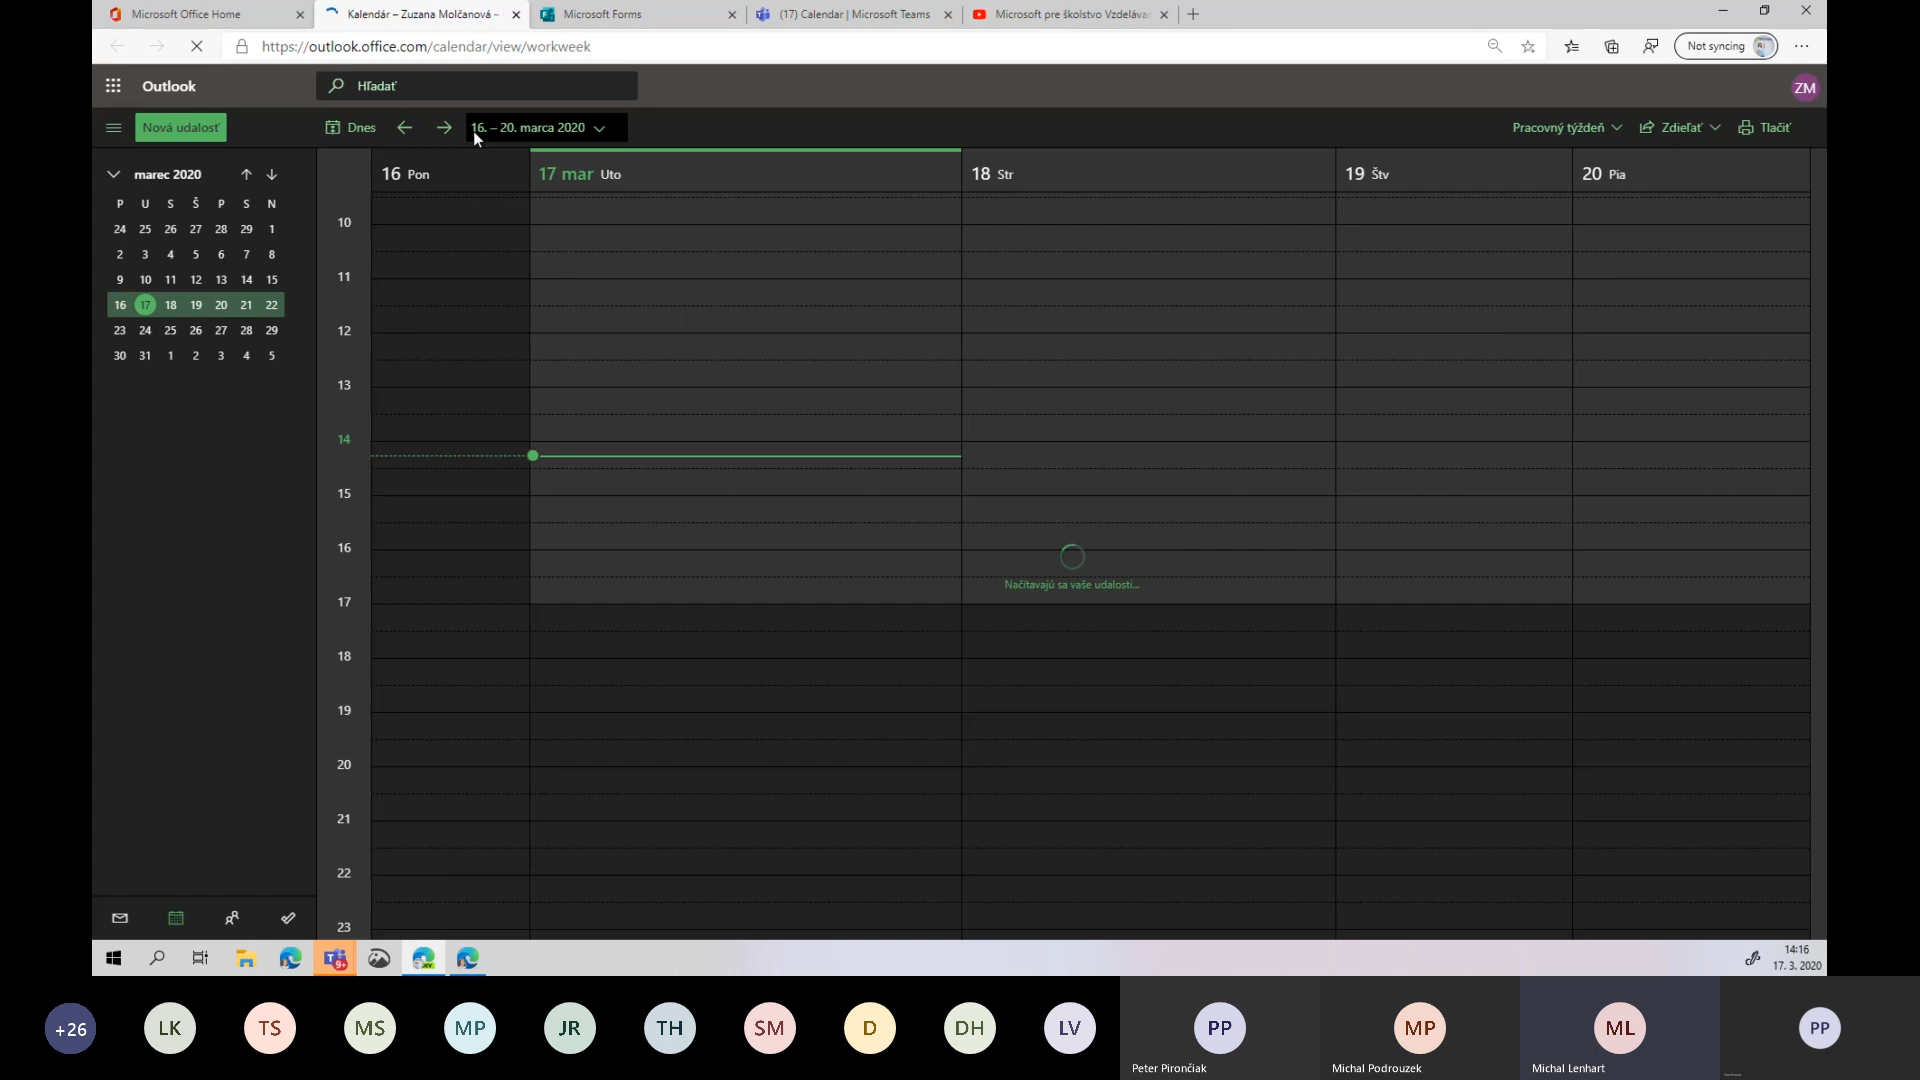 Microsoft Office Home
Kalendár – Zuzana Molčanová –
Microsoft Forms
(17) Calendar | Microsoft Teams
Microsoft pre školstvo Vzdeláva
https://outlook.office.com/calendar/view/workweek
Not syncing
Outlook
Hľadať
ZM
Nová udalosť
Dnes
16. – 20. marca 2020
Pracovný týždeň
Zdieľať
Tlačiť
marec 2020
P U S Š P S N
24 25 26 27 28 29 1
2 3 4 5 6 7 8
9 10 11 12 13 14 15
16 17 18 19 20 21 22
23 24 25 26 27 28 29
30 31 1 2 3 4 5
16 Pon
17 mar Uto
18 Str
19 Štv
20 Pia
10
11
12
13
14
15
16
17
18
19
20
21
22
23
Načítavajú sa vaše udalosti...
9+
14:16
17. 3. 2020
+26
LK
TS
MS
MP
JR
TH
SM
D
DH
LV
PP
Peter Pirončiak
MP
Michal Podrouzek
ML
Michal Lenhart
PP